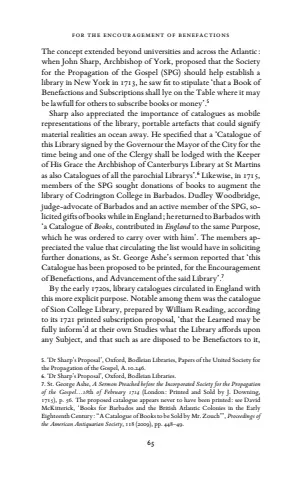 FOR THE ENCOURAGEMENT OF BENEFACTIONS
The concept extended beyond universities and across the Atlantic:
when John Sharp, Archbishop of York, proposed that the Society
for the Propagation of the Gospel (SPG) should help establish a
library in New York in 1713, he saw fit to stipulate ‘that a Book of
Benefactions and Subscriptions shall lye on the Table where it may
be lawfull for others to subscribe books or money’.5
Sharp also appreciated the importance of catalogues as mobile
representations of the library, portable artefacts that could signify
material realities an ocean away. He specified that a ‘Catalogue of
this Library signed by the Governour the Mayor of the City for the
time being and one of the Clergy shall be lodged with the Keeper
of His Grace the Archbishop of Canterburys Library at St Martins
as also Catalogues of all the parochial Librarys’.6 Likewise, in 1715,
members of the SPG sought donations of books to augment the
library of Codrington College in Barbados. Dudley Woodbridge,
judge-advocate of Barbados and an active member of the SPG, so-
licited gifts of books while in England; he returned to Barbados with
‘a Catalogue of Books, contributed in England to the same Purpose,
which he was ordered to carry over with him’. The members ap-
preciated the value that circulating the list would have in soliciting
further donations, as St. George Ashe’s sermon reported that ‘this
Catalogue has been proposed to be printed, for the Encouragement
of Benefactions, and Advancement of the said Library’.7
By the early 1720s, library catalogues circulated in England with
this more explicit purpose. Notable among them was the catalogue
of Sion College Library, prepared by William Reading, according
to its 1721 printed subscription proposal, ‘that the Learned may be
fully inform’d at their own Studies what the Library affords upon
any Subject, and that such as are disposed to be Benefactors to it,
5. ‘Dr Sharp’s Proposal’, Oxford, Bodleian Libraries, Papers of the United Society for
the Propagation of the Gospel, A.10.246.
6. ‘Dr Sharp’s Proposal’, Oxford, Bodleian Libraries.
7. St. George Ashe, A Sermon Preached before the Incorporated Society for the Propagation
of the Gospel...18th of February 1714 (London: Printed and Sold by J. Downing,
1715), p. 56. The proposed catalogue appears never to have been printed: see David
McKitterick, ‘Books for Barbados and the British Atlantic Colonies in the Early
Eighteenth Century: “A Catalogue of Books to be Sold by Mr. Zouch”’, Proceedings of
the American Antiquarian Society, 118 (2009), pp. 448–49.
65